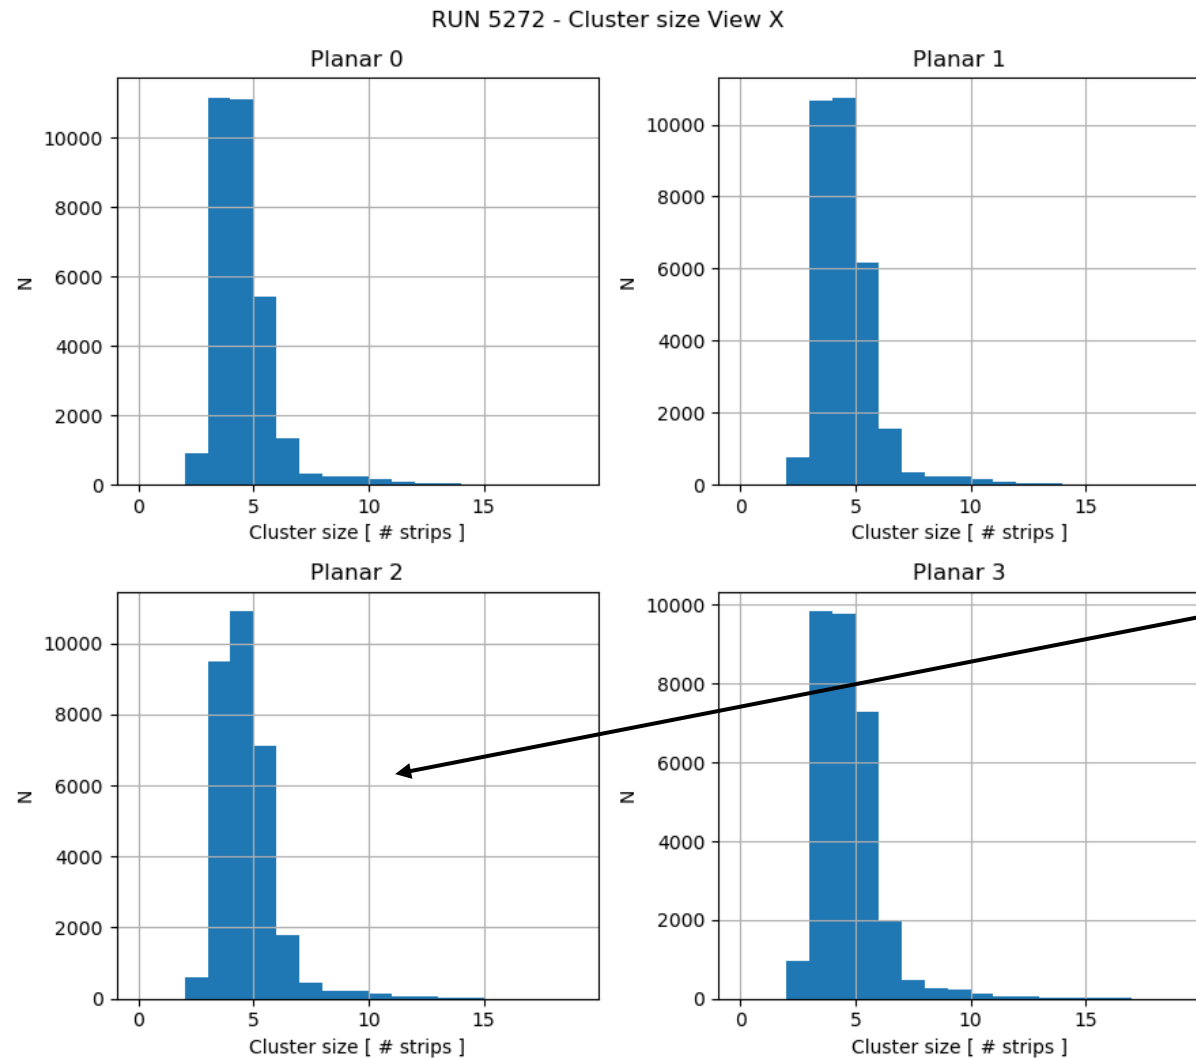 RUN 5272 - Cluster size View X
Planar 0
10000
8000
6000
4000
2000
0
N
0 5 10 15
Cluster size [ # strips ]
Planar 1
10000
8000
6000
4000
2000
0
N
0 5 10 15
Cluster size [ # strips ]
Planar 2
10000
8000
6000
4000
2000
0
N
0 5 10 15
Cluster size [ # strips ]
Planar 3
10000
8000
6000
4000
2000
0
N
0 5 10 15
Cluster size [ # strips ]